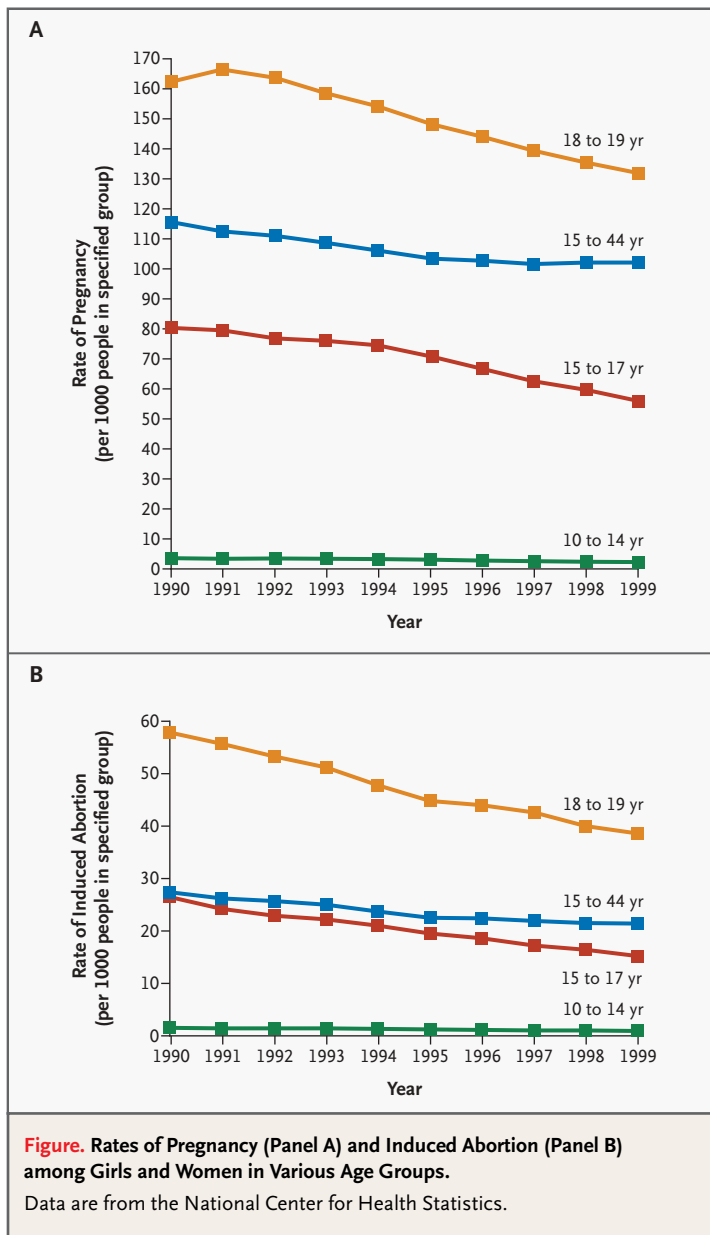 A
170
160
150
140
130
120
110
100
90
80
70
60
50
40
30
20
10
0
Rate of Pregnancy
(per 1000 people in specified group)
18 to 19 yr
15 to 44 yr
15 to 17 yr
10 to 14 yr
1990 1991 1992 1993 1994 1995 1996 1997 1998 1999
Year
B
60
50
40
30
20
10
0
Rate of Induced Abortion
(per 1000 people in specified group)
18 to 19 yr
15 to 44 yr
15 to 17 yr
10 to 14 yr
1990 1991 1992 1993 1994 1995 1996 1997 1998 1999
Year
Figure. Rates of Pregnancy (Panel A) and Induced Abortion (Panel B)
among Girls and Women in Various Age Groups.
Data are from the National Center for Health Statistics.